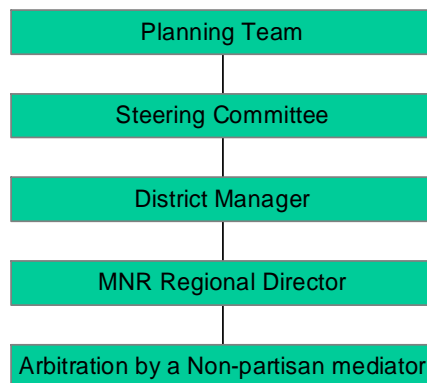 Planning Team
Steering Committee
District Manager
MNR Regional Director
Arbitration by a Non-partisan mediator